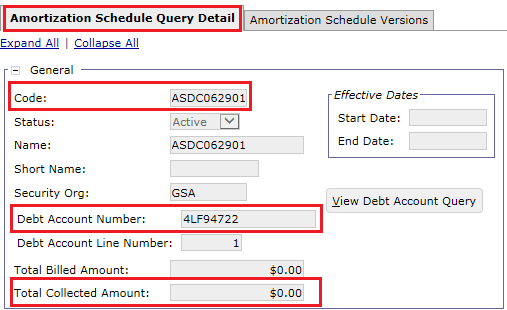 Amortization Schedule Query Detail Amortization Schedule Versions
Expand All | Collapse All
General
Code: ASDC062901
Effective Dates
Status: Active
Start Date:
Name: ASDC062901
End Date:
Short Name:
Security Org: GSA
View Debt Account Query
Debt Account Number: 4LF94722
Debt Account Line Number: 1
Total Billed Amount: $0.00
Total Collected Amount: $0.00